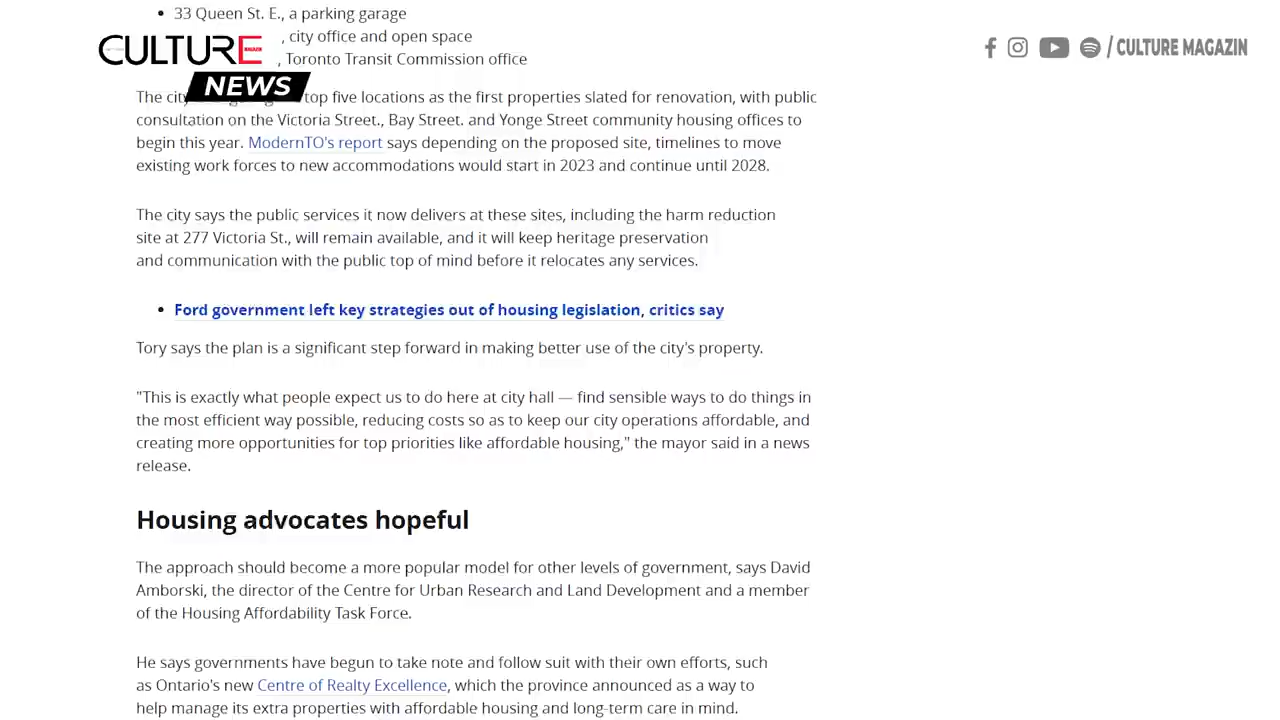 33 Queen St. E., a parking garage
, city office and open space
, Toronto Transit Commission office
CULTURE
MAGAZIN
NEWS
/ CULTURE MAGAZIN
The city top five locations as the first properties slated for renovation, with public
consultation on the Victoria Street., Bay Street. and Yonge Street community housing offices to
begin this year. ModernTO's report says depending on the proposed site, timelines to move
existing work forces to new accommodations would start in 2023 and continue until 2028.
The city says the public services it now delivers at these sites, including the harm reduction
site at 277 Victoria St., will remain available, and it will keep heritage preservation
and communication with the public top of mind before it relocates any services.
Ford government left key strategies out of housing legislation, critics say
Tory says the plan is a significant step forward in making better use of the city's property.
"This is exactly what people expect us to do here at city hall — find sensible ways to do things in
the most efficient way possible, reducing costs so as to keep our city operations affordable, and
creating more opportunities for top priorities like affordable housing," the mayor said in a news
release.
Housing advocates hopeful
The approach should become a more popular model for other levels of government, says David
Amborski, the director of the Centre for Urban Research and Land Development and a member
of the Housing Affordability Task Force.
He says governments have begun to take note and follow suit with their own efforts, such
as Ontario's new Centre of Realty Excellence, which the province announced as a way to
help manage its extra properties with affordable housing and long-term care in mind.